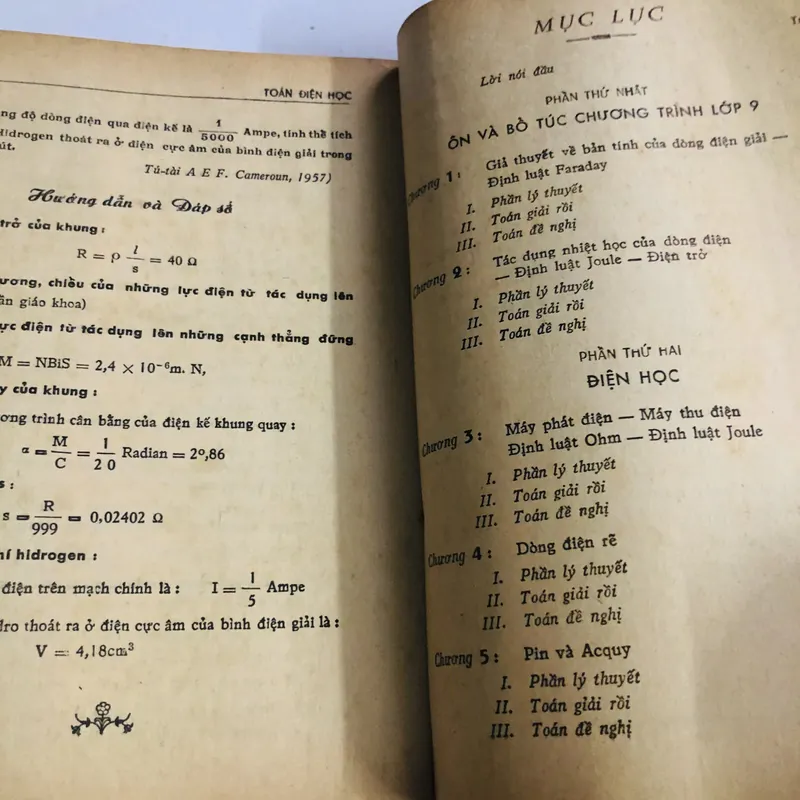 TOÁN ĐIỆN HỌC
độ dòng điện qua điện kế là 1/5000 Ampe, tính thể tích
Hidrogen thoát ra ở điện cực âm của bình điện giải trong
Tú-tài A E F. Cameroun, 1957)
Hướng dẫn và Đáp số
trở của khung :
R = ρ l/s = 40 Ω
chiều của những lực điện từ tác dụng lên
giáo khoa)
điện từ tác dụng lên những cạnh thẳng đứng
M = NBiS = 2,4 × 10⁻⁶m. N,
của khung :
trình cân bằng của điện kế khung quay :
α = M/C = 1/20 Radian = 2º,86
s = R/999 = 0,02402 Ω
hidrogen :
điện trên mạch chính là : I = 1/5 Ampe
thoát ra ở điện cực âm của bình điện giải là :
V = 4,18cm³
MỤC LỤC
Lời nói đầu
PHẦN THỨ NHẤT
ÔN VÀ BỔ TÚC CHƯƠNG TRÌNH LỚP 9
Chương 1 : Giả thuyết về bản tính của dòng điện giải —
Định luật Faraday
I. Phần lý thuyết
II. Toán giải rồi
III. Toán đề nghị
Chương 2 : Tác dụng nhiệt học của dòng điện
— Định luật Joule — Điện trở
I. Phần lý thuyết
II. Toán giải rồi
III. Toán đề nghị
PHẦN THỨ HAI
ĐIỆN HỌC
Chương 3 : Máy phát điện — Máy thu điện
Định luật Ohm — Định luật Joule
I. Phần lý thuyết
II. Toán giải rồi
III. Toán đề nghị
Chương 4 : Dòng điện rẽ
I. Phần lý thuyết
II. Toán giải rồi
III. Toán đề nghị
Chương 5 : Pin và Acquy
I. Phần lý thuyết
II. Toán giải rồi
III. Toán đề nghị